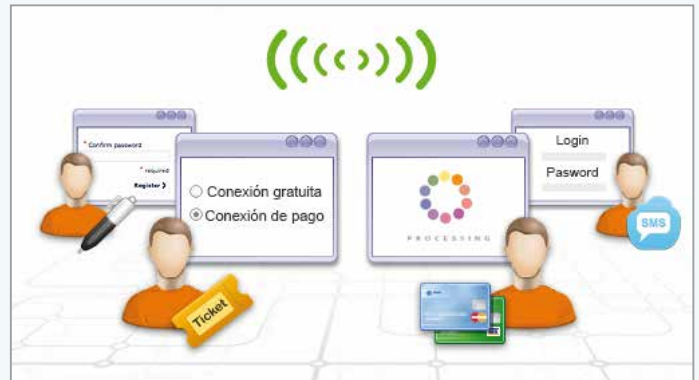 * Confirm password
* required
Register ❯
Conexión gratuita
Conexión de pago
Ticket
PROCESSING
Login
Pasword
SMS